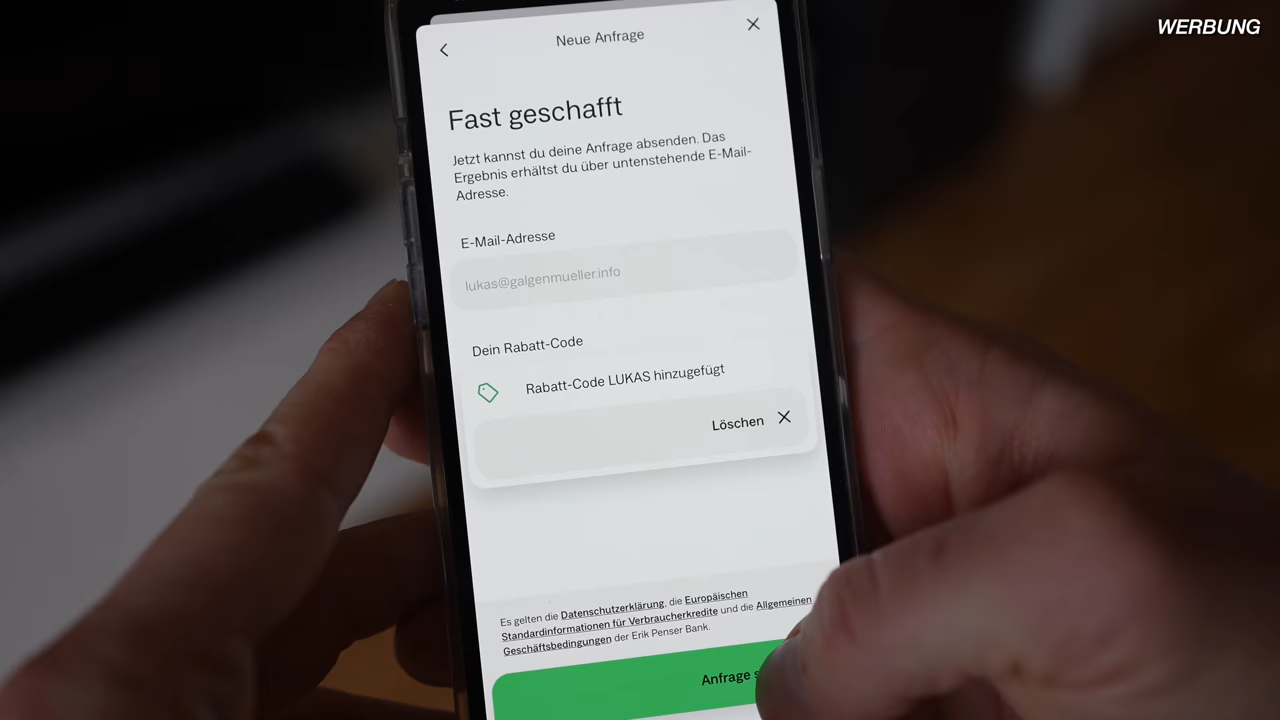 WERBUNG
Neue Anfrage
Fast geschafft
Jetzt kannst du deine Anfrage absenden. Das
Ergebnis erhältst du über untenstehende E-Mail-
Adresse.
E-Mail-Adresse
lukas@galgenmueller.info
Dein Rabatt-Code
Rabatt-Code LUKAS hinzugefügt
Löschen
Es gelten die Datenschutzerklärung, die Europäischen
Standardinformationen für Verbraucherkredite und die Allgemeinen
Geschäftsbedingungen der Erik Penser Bank.
Anfrage